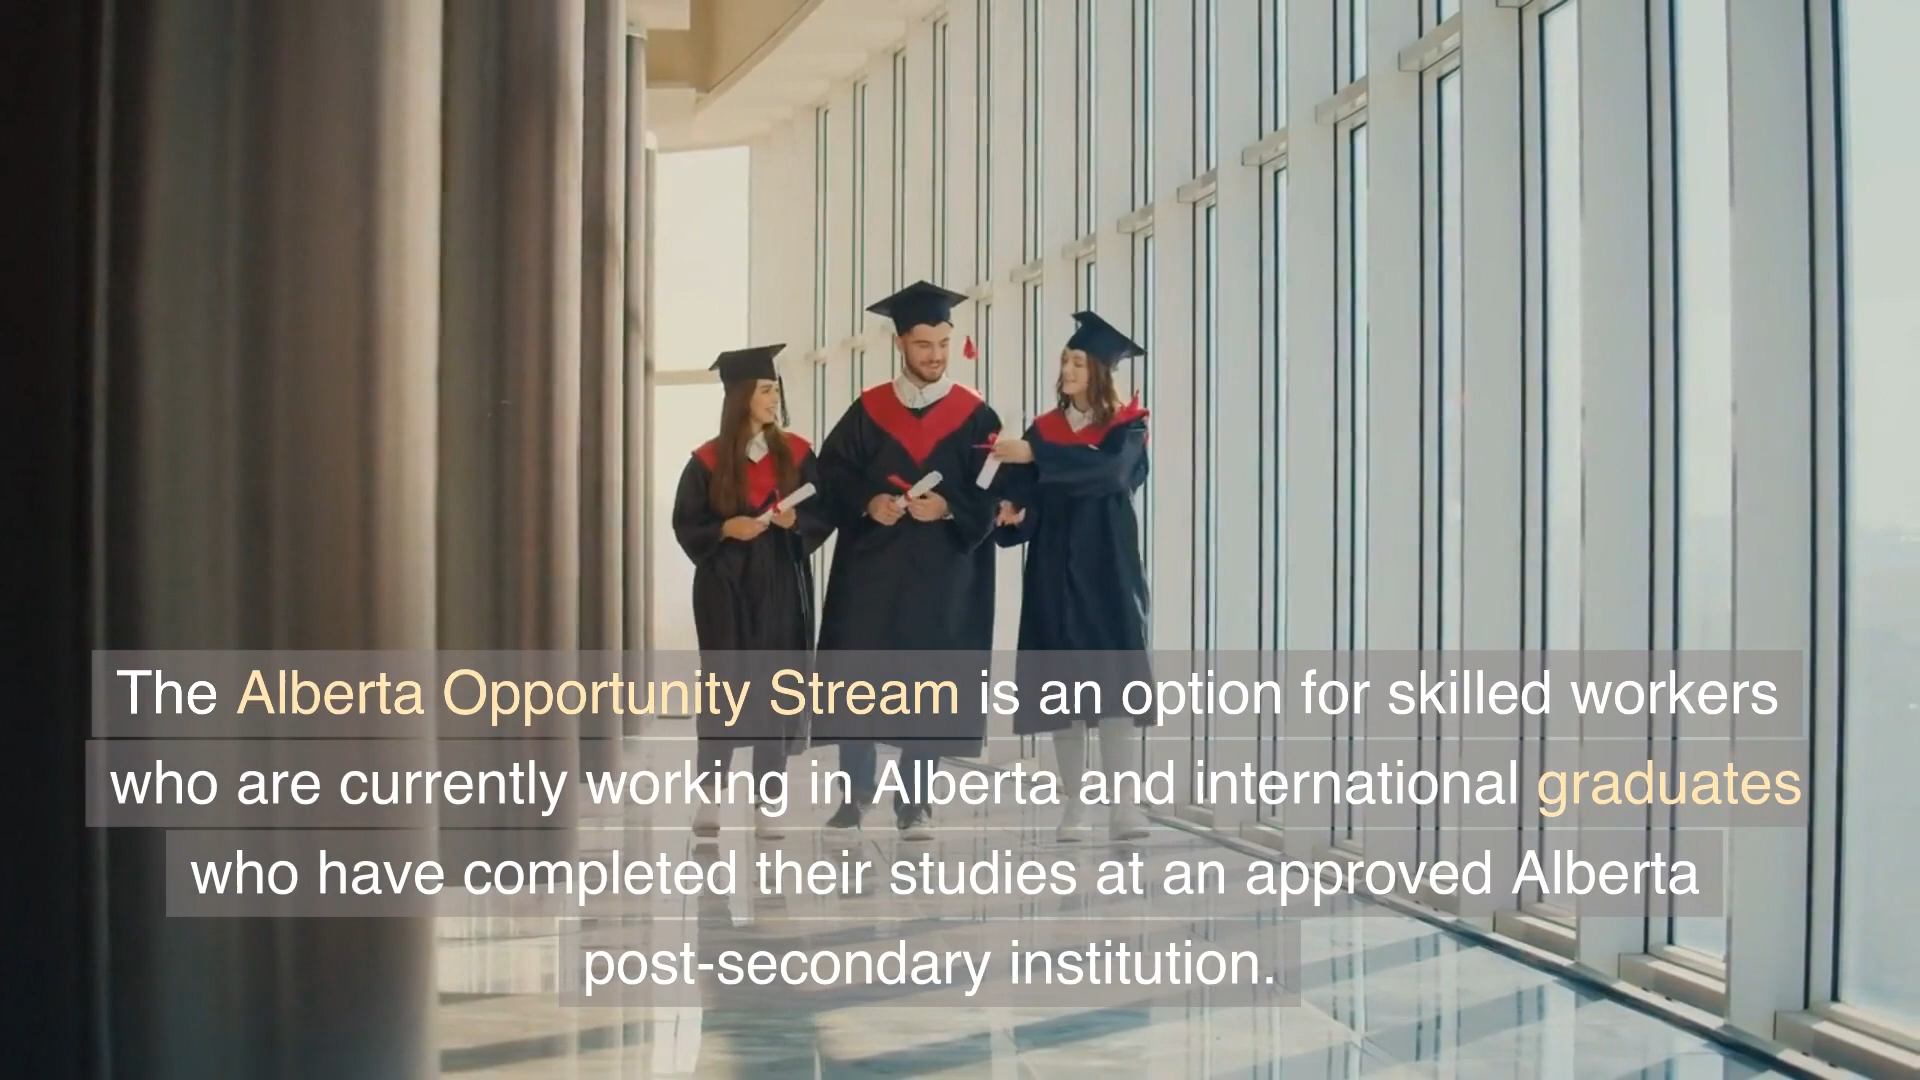 The Alberta Opportunity Stream is an option for skilled workers
who are currently working in Alberta and international graduates
who have completed their studies at an approved Alberta
post-secondary institution.